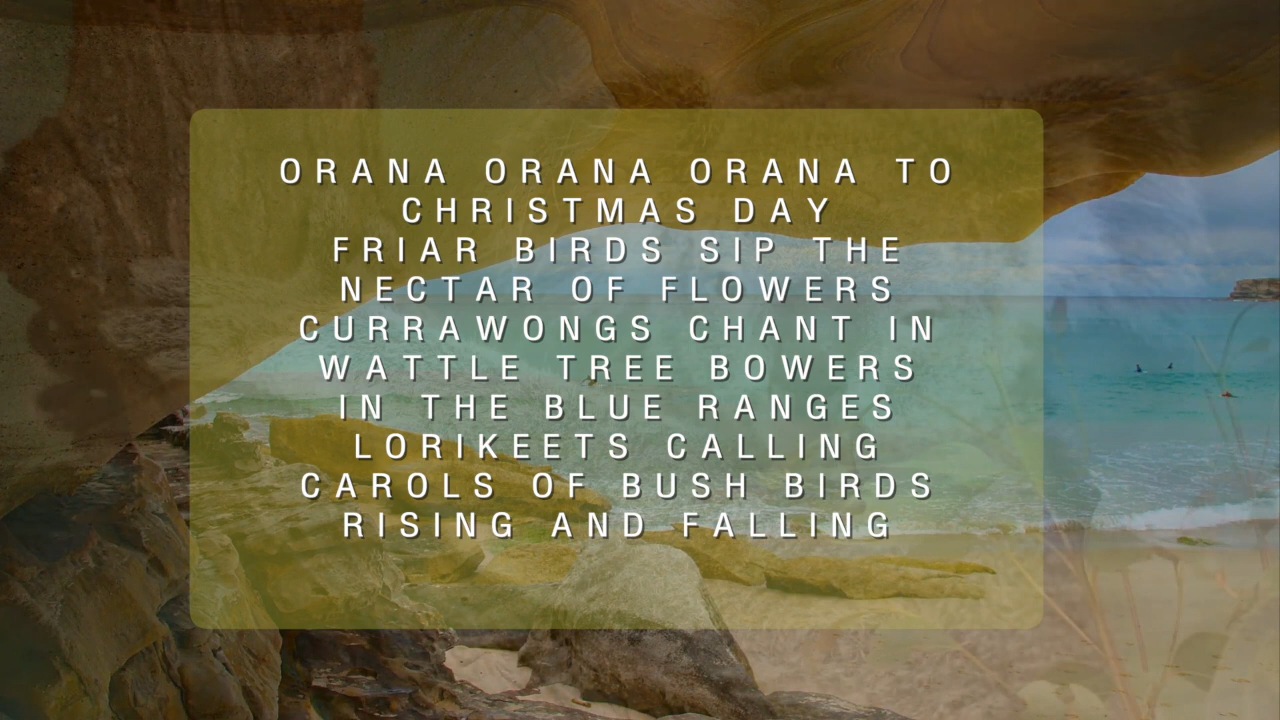 ORANA ORANA ORANA TO
CHRISTMAS DAY
FRIAR BIRDS SIP THE
NECTAR OF FLOWERS
CURRAWONGS CHANT IN
WATTLE TREE BOWERS
IN THE BLUE RANGES
LORIKEETS CALLING
CAROLS OF BUSH BIRDS
RISING AND FALLING